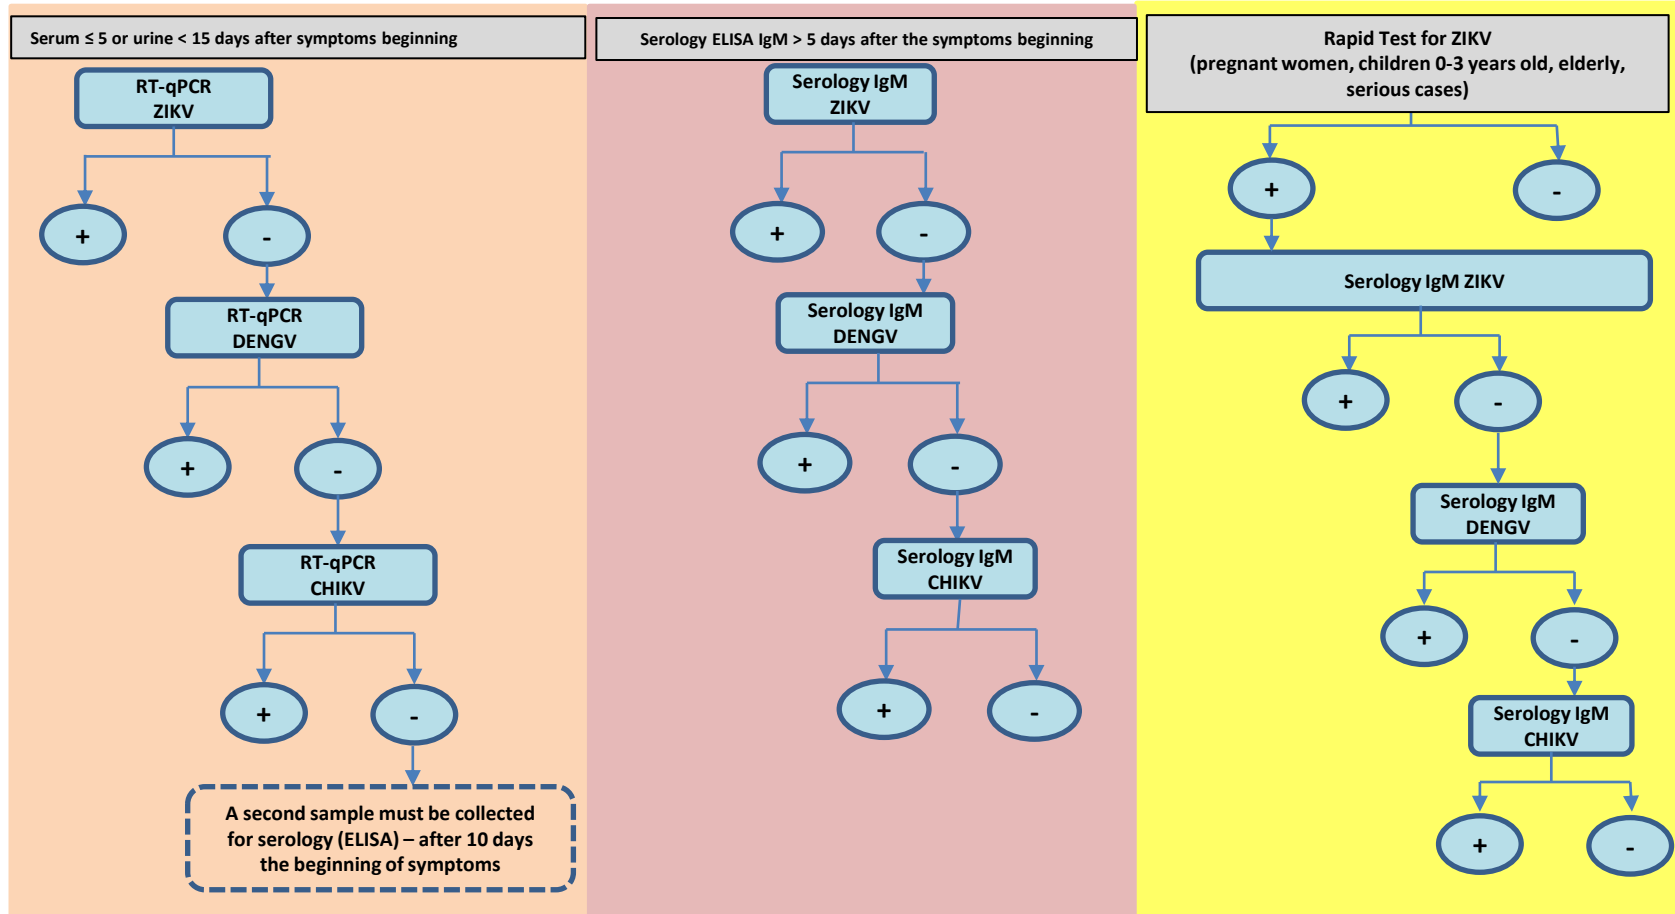 Serum ≤ 5 or urine < 15 days after symptoms beginning
RT-qPCR
ZIKV
+
-
RT-qPCR
DENGV
+
-
RT-qPCR
CHIKV
+
-
A second sample must be collected
for serology (ELISA) – after 10 days
the beginning of symptoms
Serology ELISA IgM > 5 days after the symptoms beginning
Serology IgM
ZIKV
+
-
Serology IgM
DENGV
+
-
Serology IgM
CHIKV
+
-
Rapid Test for ZIKV
(pregnant women, children 0-3 years old, elderly,
serious cases)
+
-
Serology IgM ZIKV
+
-
Serology IgM
DENGV
+
-
Serology IgM
CHIKV
+
-